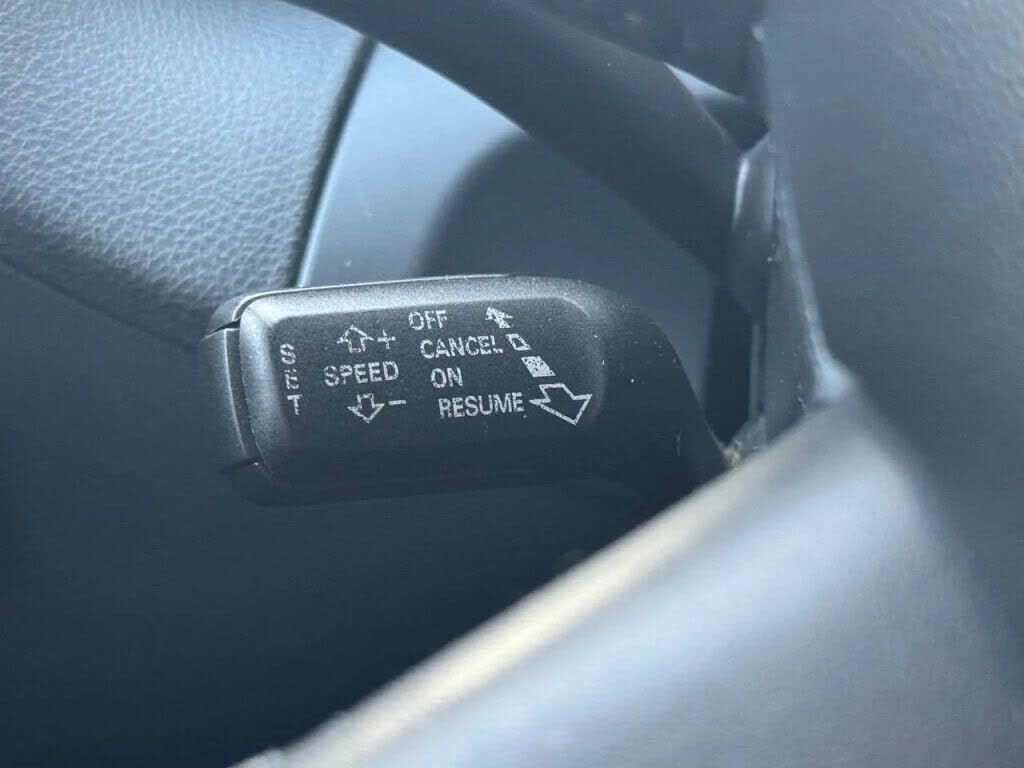 SET
+
SPEED
-
OFF
CANCEL
ON
RESUME